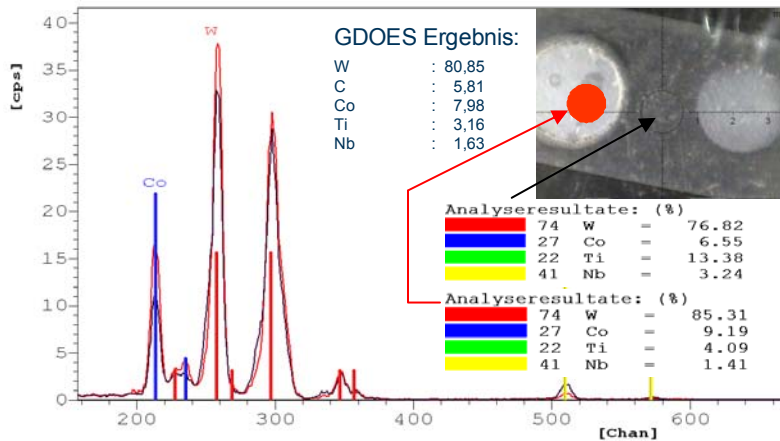 40
35
30
25
20
15
10
5
0
[cps]
W
Co
GDOES Ergebnis:
W : 80,85
C : 5,81
Co : 7,98
Ti : 3,16
Nb : 1,63
2 3
Analyseresultate: (%)
74 W = 76.82
27 Co = 6.55
22 Ti = 13.38
41 Nb = 3.24
Analyseresultate: (%)
74 W = 85.31
27 Co = 9.19
22 Ti = 4.09
41 Nb = 1.41
200 300 400 500 600
[Chan]